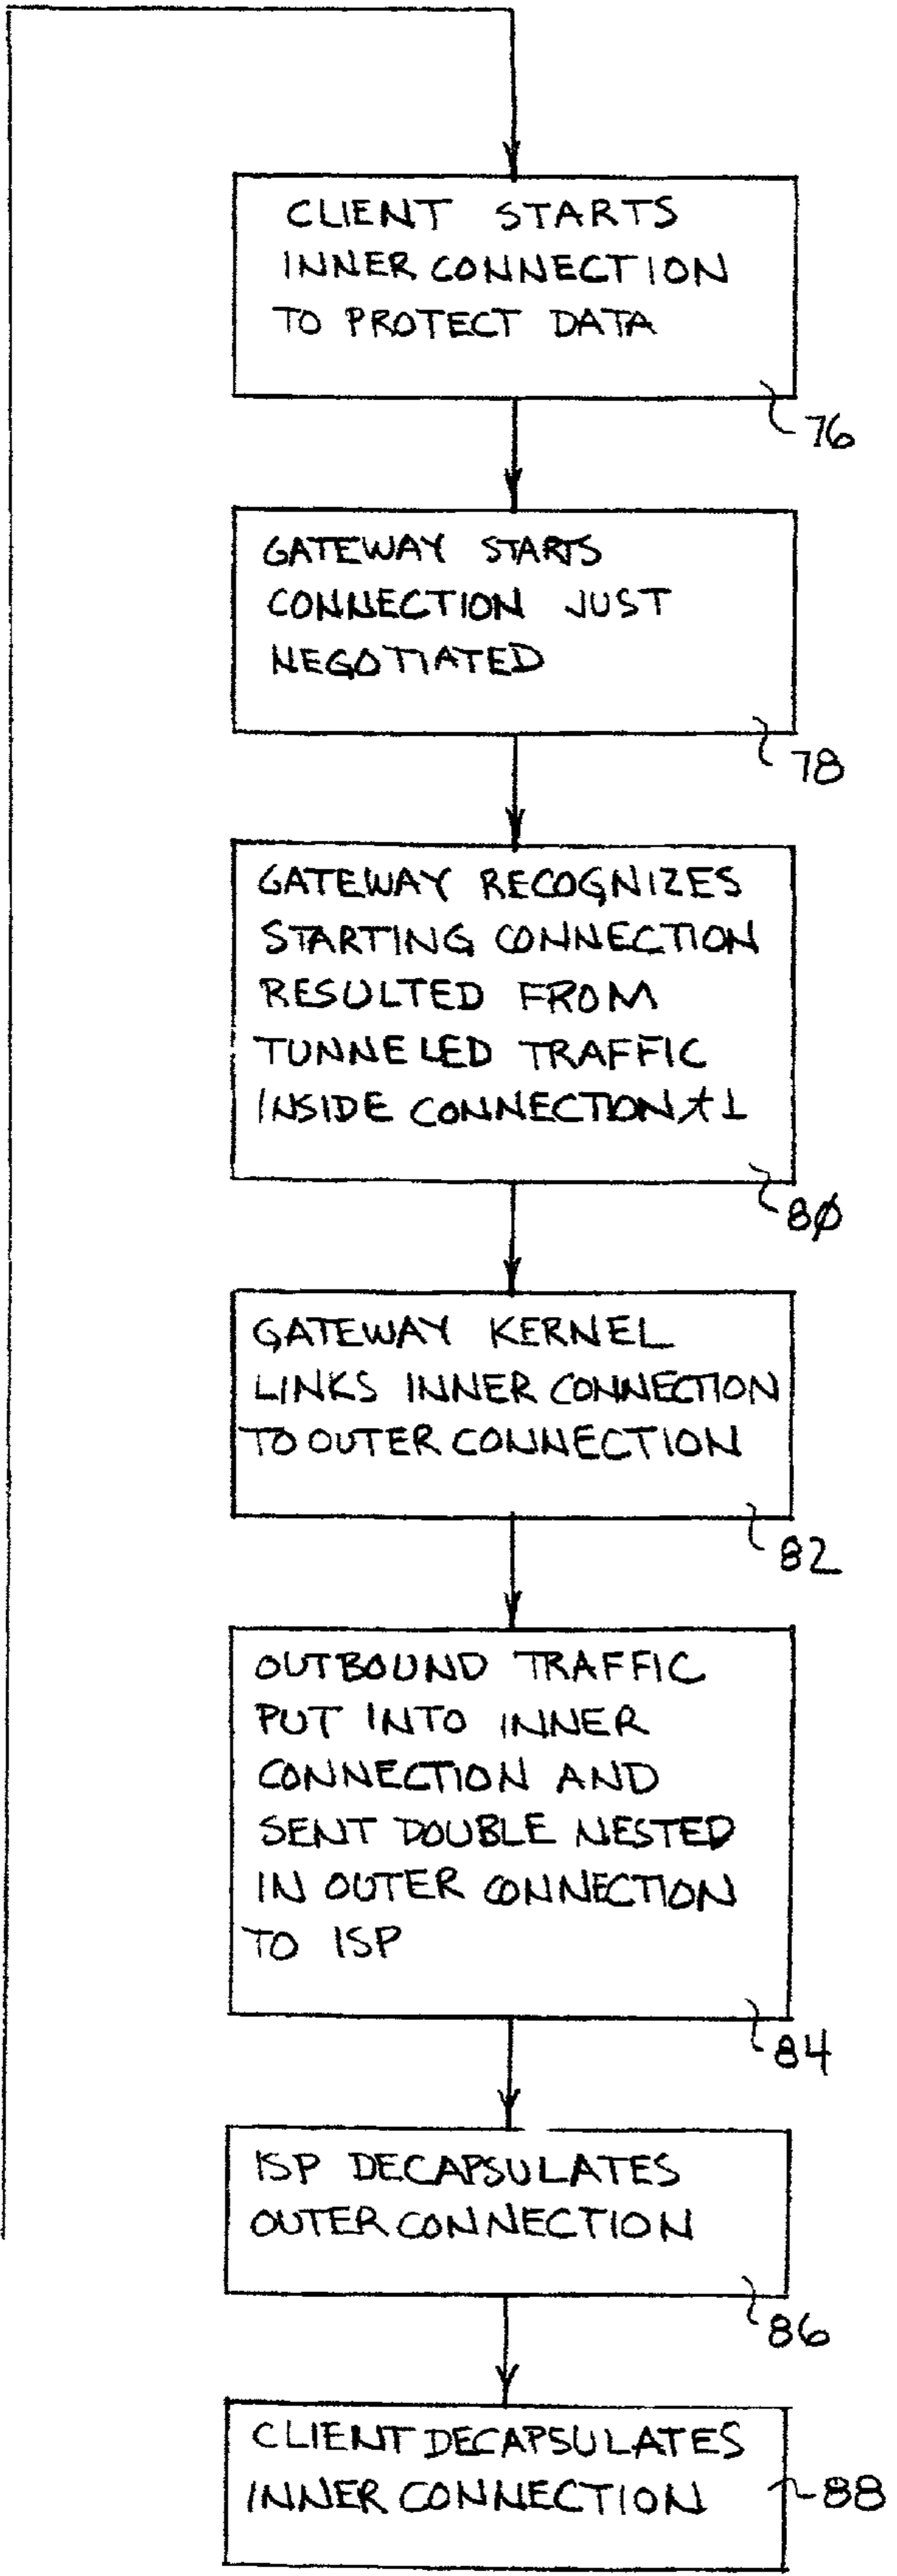 CLIENT STARTS
INNER CONNECTION
TO PROTECT DATA
76
GATEWAY STARTS
CONNECTION JUST
NEGOTIATED
78
GATEWAY RECOGNIZES
STARTING CONNECTION
RESULTED FROM
TUNNELED TRAFFIC
INSIDE CONNECTION
80
GATEWAY KERNEL
LINKS INNER CONNECTION
TO OUTER CONNECTION
82
OUTBOUND TRAFFIC
PUT INTO INNER
CONNECTION AND
SENT DOUBLE NESTED
IN OUTER CONNECTION
TO ISP
84
ISP DECAPSULATES
OUTER CONNECTION
86
CLIENT DECAPSULATES
INNER CONNECTION
88